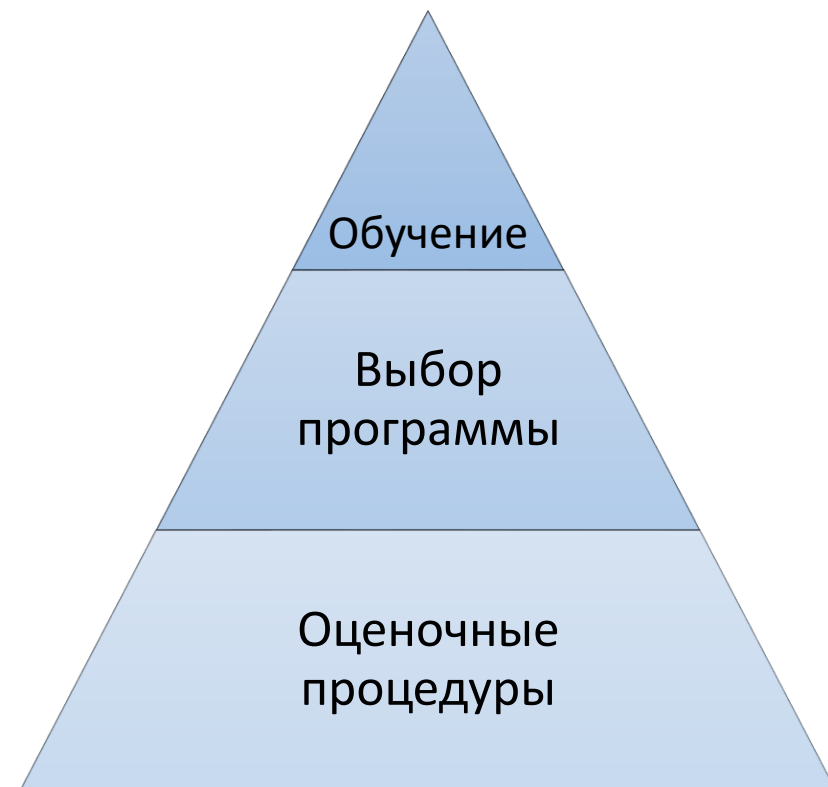 Обучение
Выбор
программы
Оценочные
процедуры